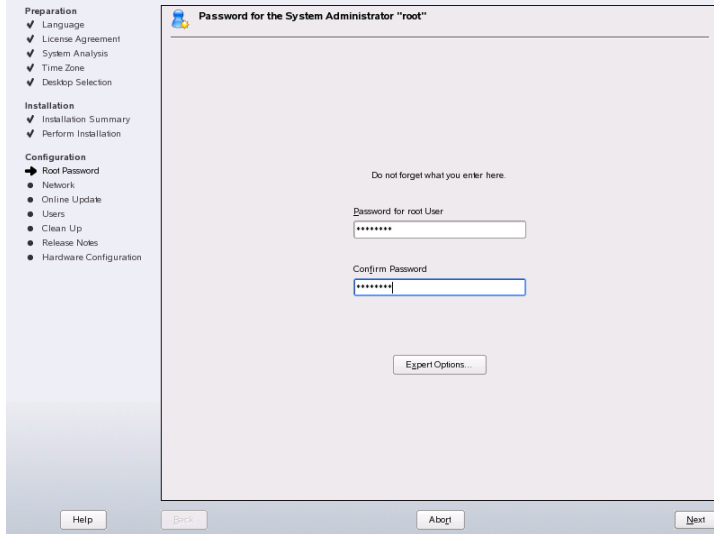 Preparation
Language
License Agreement
System Analysis
Time Zone
Desktop Selection
Installation
Installation Summary
Perform Installation
Configuration
Root Password
Network
Online Update
Users
Clean Up
Release Notes
Hardware Configuration
Password for the System Administrator "root"
Do not forget what you enter here.
Password for root User
********
Confirm Password
********
Expert Options...
Help
Back
Abort
Next